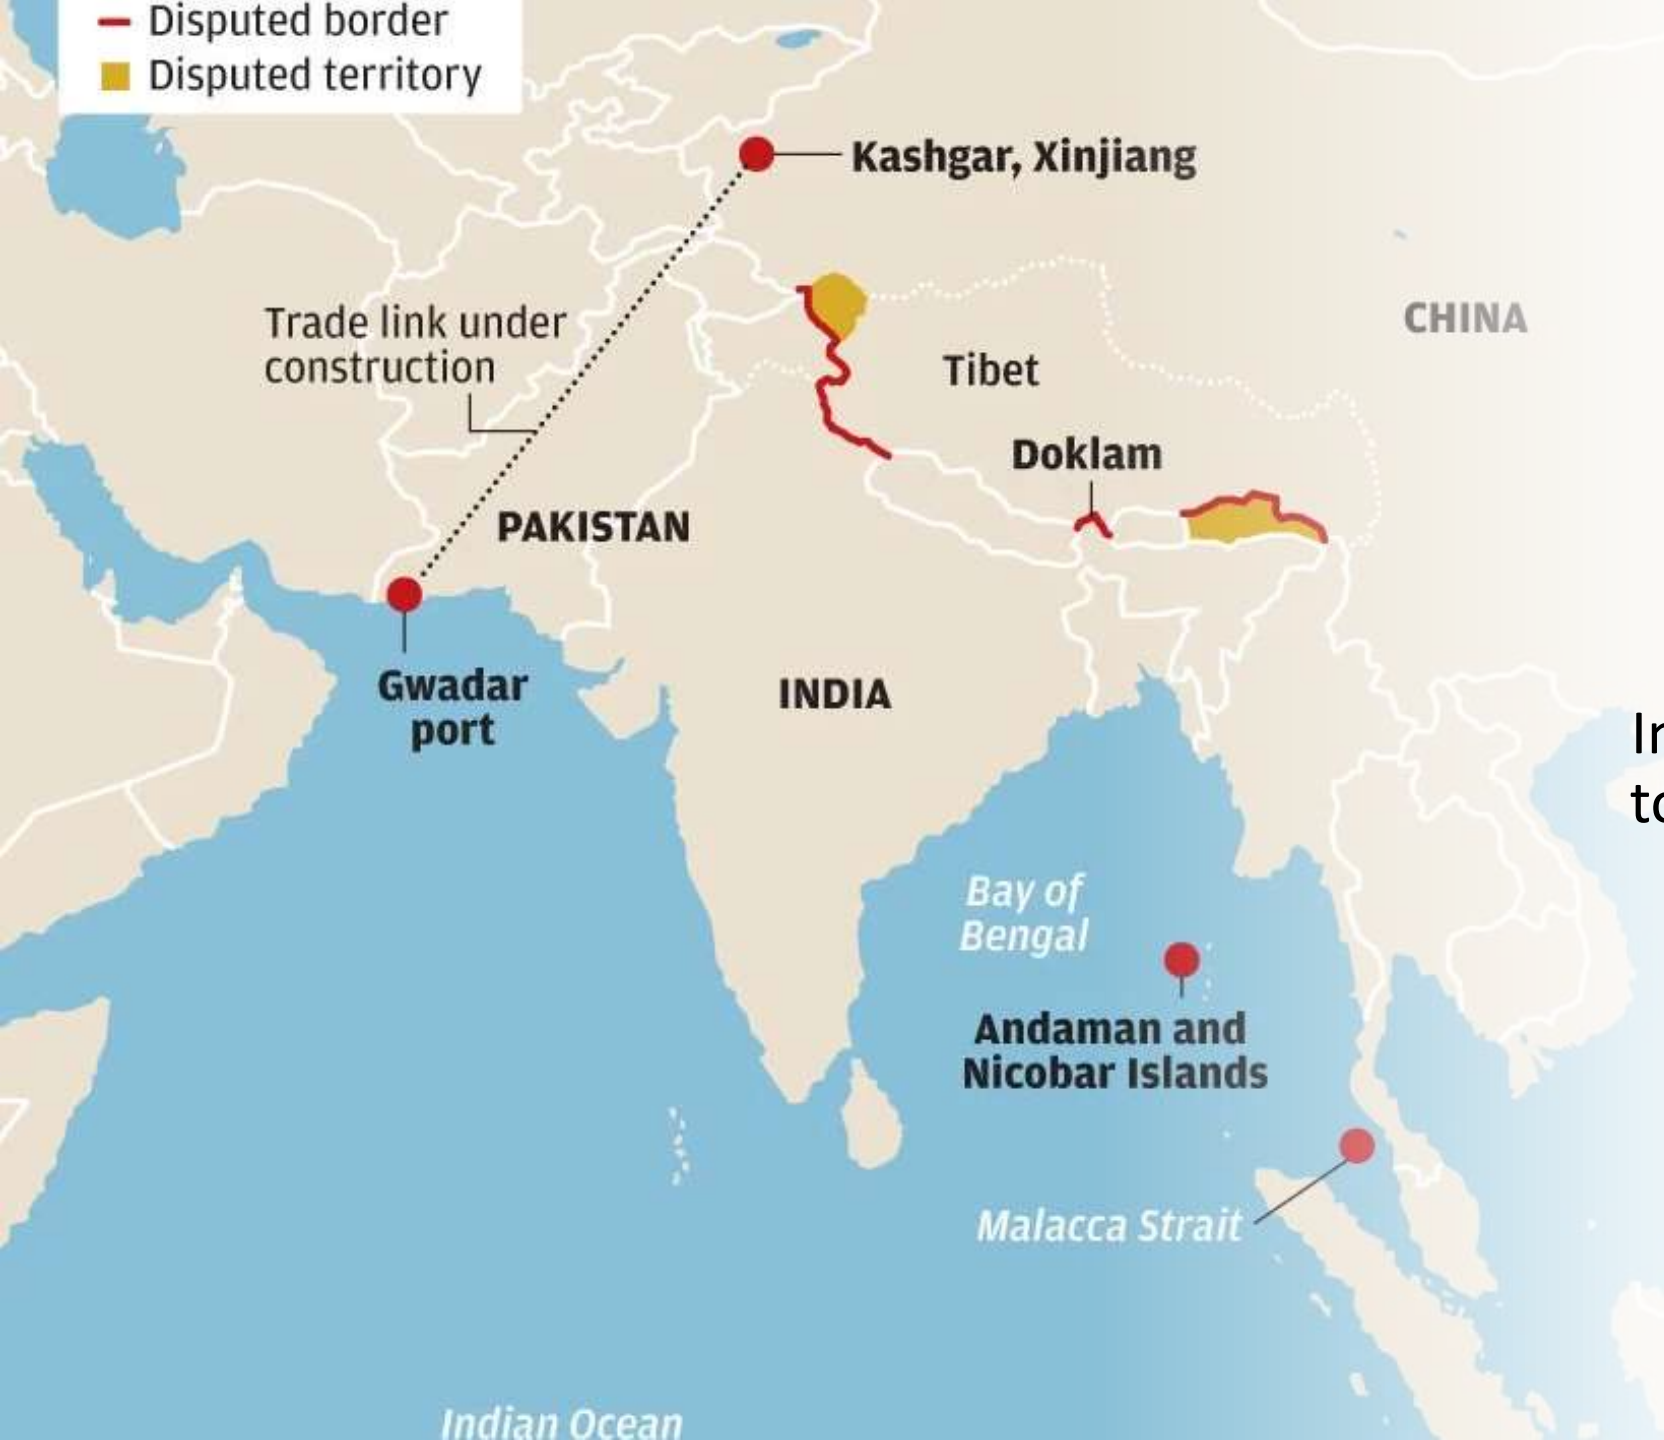 Disputed border
Disputed territory
Kashgar, Xinjiang
Trade link under
construction
CHINA
Tibet
Doklam
PAKISTAN
Gwadar
port
INDIA
Bay of
Bengal
Andaman and
Nicobar Islands
Malacca Strait
Indian Ocean